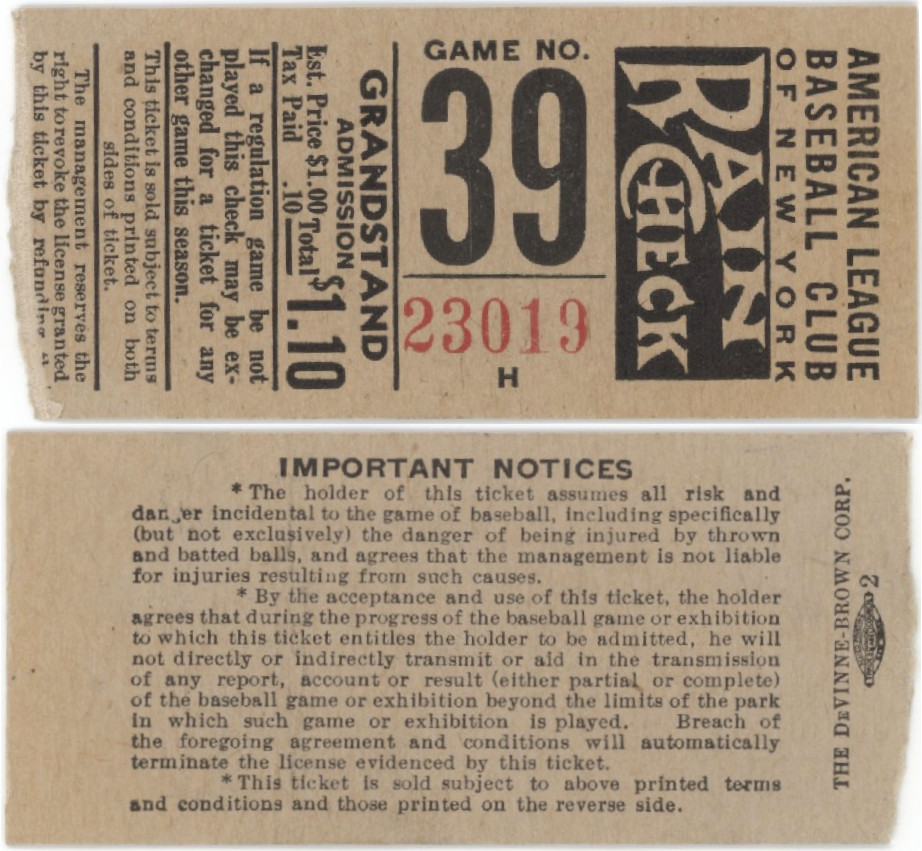 AMERICAN LEAGUE
BASEBALL CLUB
OF NEW YORK
RAIN
CHECK
GAME NO.
39
23019
H
GRANDSTAND
ADMISSION
Est. Price $1.00 Total
Tax Paid .10
$1.10
If a regulation game be not
played this check may be ex-
changed for a ticket for any
other game this season.
This ticket is sold subject to terms
and conditions printed on both
sides of ticket.
The management reserves the
right to revoke the license granted
by this ticket by refunding
IMPORTANT NOTICES
* The holder of this ticket assumes all risk and
danger incidental to the game of baseball, including specifically
(but not exclusively) the danger of being injured by thrown
and batted balls, and agrees that the management is not liable
for injuries resulting from such causes.
* By the acceptance and use of this ticket, the holder
agrees that during the progress of the baseball game or exhibition
to which this ticket entitles the holder to be admitted, he will
not directly or indirectly transmit or aid in the transmission
of any report, account or result (either partial or complete)
of the baseball game or exhibition beyond the limits of the park
in which such game or exhibition is played. Breach of
the foregoing agreement and conditions will automatically
terminate the license evidenced by this ticket.
* This ticket is sold subject to above printed terms
and conditions and those printed on the reverse side.
THE DEVINNE-BROWN CORP.
2